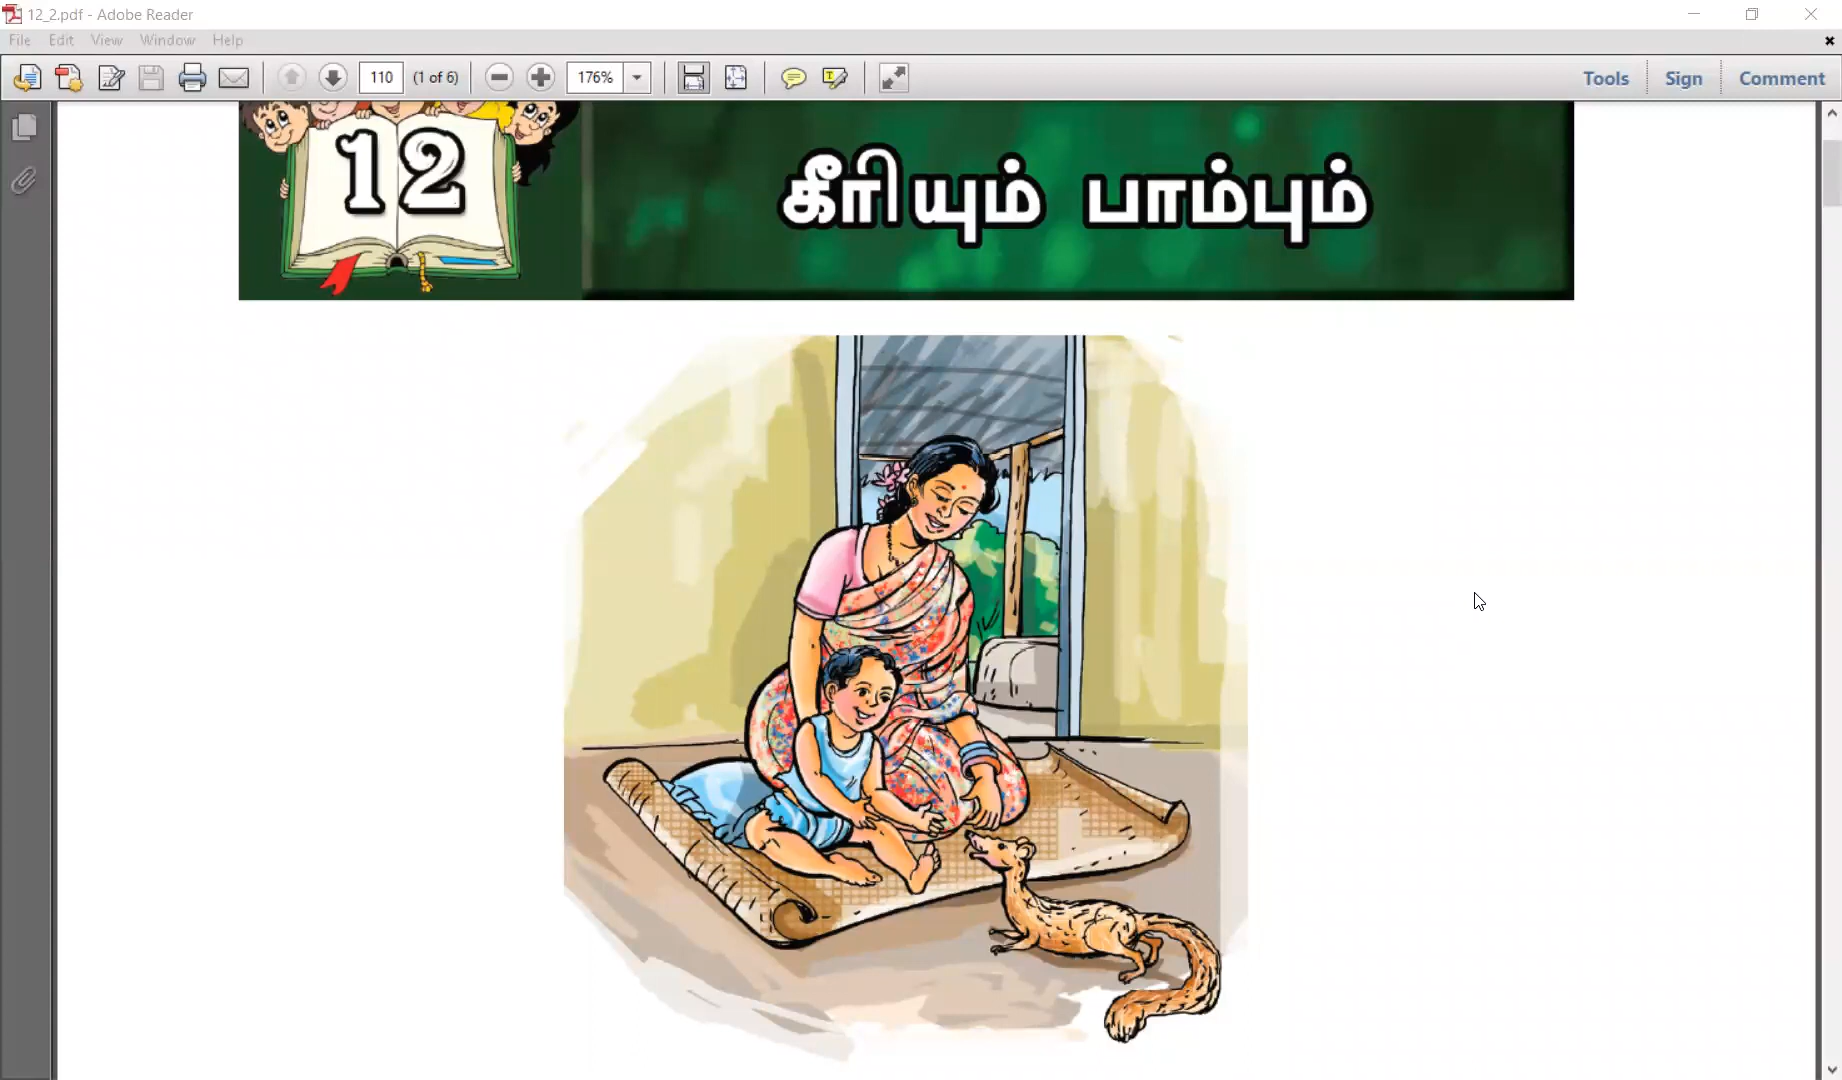 12_2.pdf - Adobe Reader
File Edit View Window Help
110 (1 of 6) 176% Tools Sign Comment
12
கீரியும் பாம்பும்